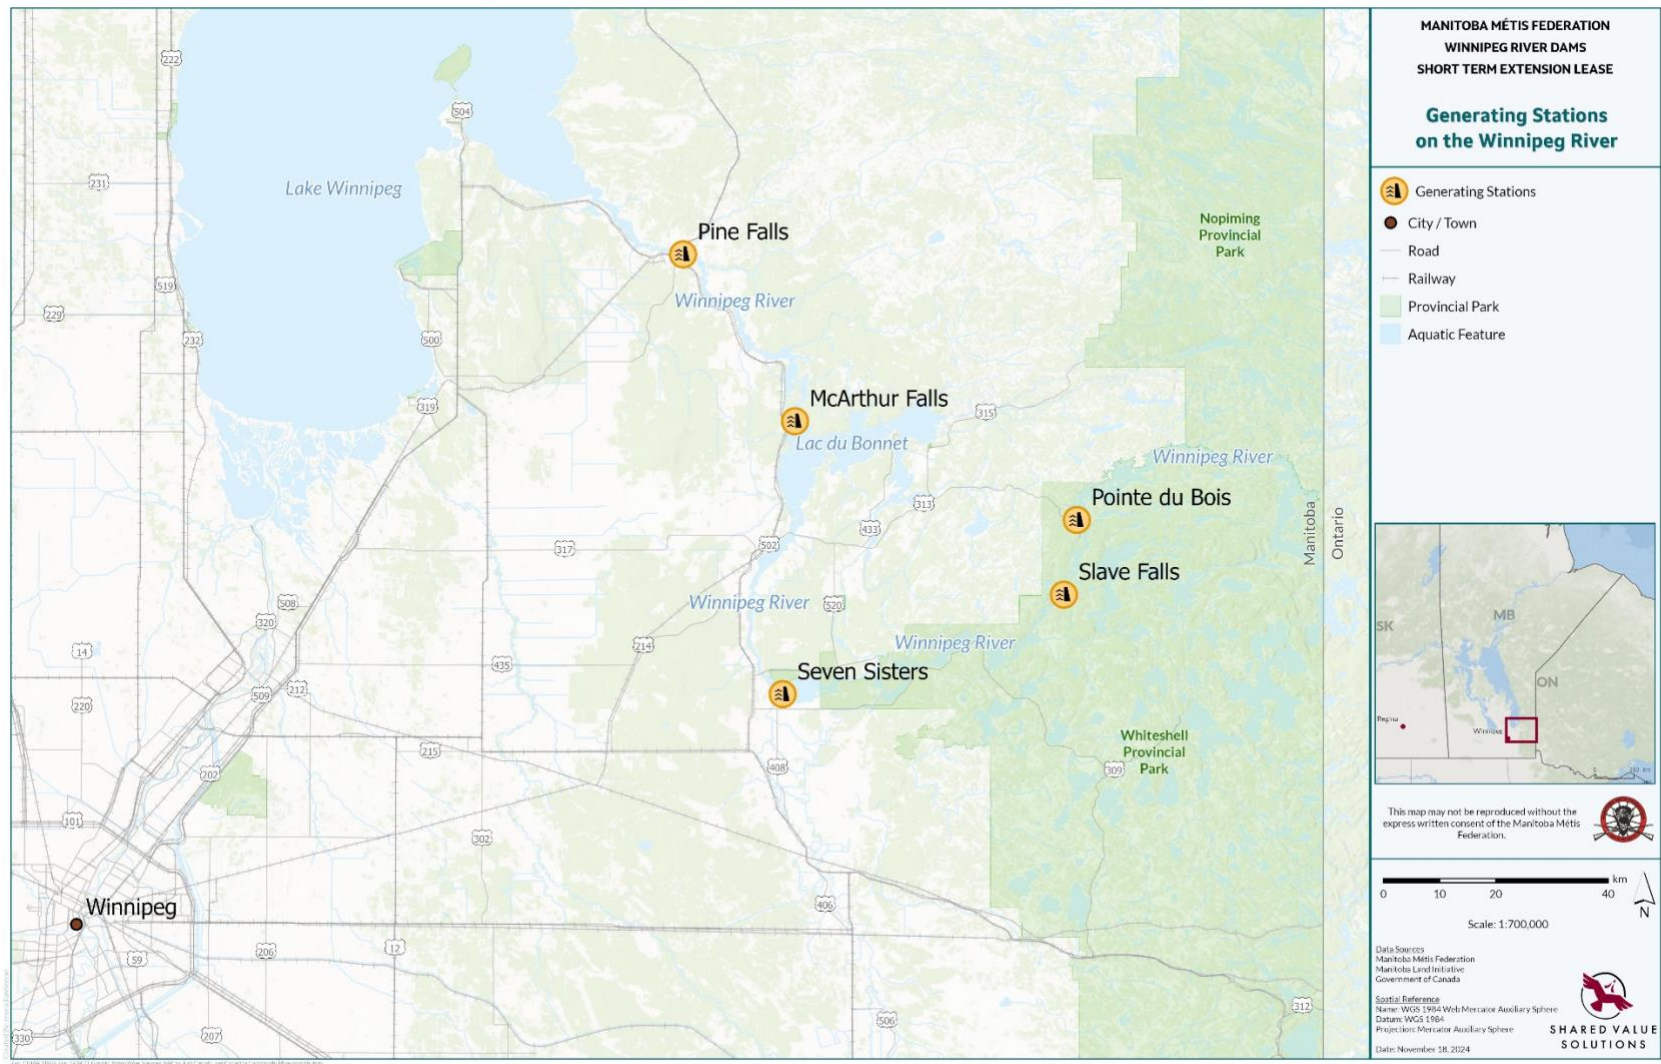 222
504
231
Lake Winnipeg
Pine Falls
519
Winnipeg River
229
232
500
Nopiming
Provincial
Park
McArthur Falls
319
315
Lac du Bonnet
Winnipeg River
Pointe du Bois
313
433
Manitoba
Ontario
502
317
Slave Falls
508
Winnipeg River
520
320
Winnipeg River
14
214
435
Seven Sisters
509
212
220
Whiteshell
Provincial
Park
215
202
408
309
101
302
Winnipeg
406
206
12
59
312
506
207
330
MANITOBA MÉTIS FEDERATION
WINNIPEG RIVER DAMS
SHORT TERM EXTENSION LEASE
Generating Stations
on the Winnipeg River
Generating Stations
City / Town
Road
Railway
Provincial Park
Aquatic Feature
SK
MB
ON
Regina
Winnipeg
This map may not be reproduced without the
express written consent of the Manitoba Métis
Federation.
km
0 10 20 40
N
Scale: 1:700,000
Data Sources
Manitoba Métis Federation
Manitoba Land Initiative
Government of Canada
Spatial Reference
Name: WGS 1984 Web Mercator Auxiliary Sphere
Datum: WGS 1984
Projection: Mercator Auxiliary Sphere
Date: November 18, 2024
SHARED VALUE
SOLUTIONS